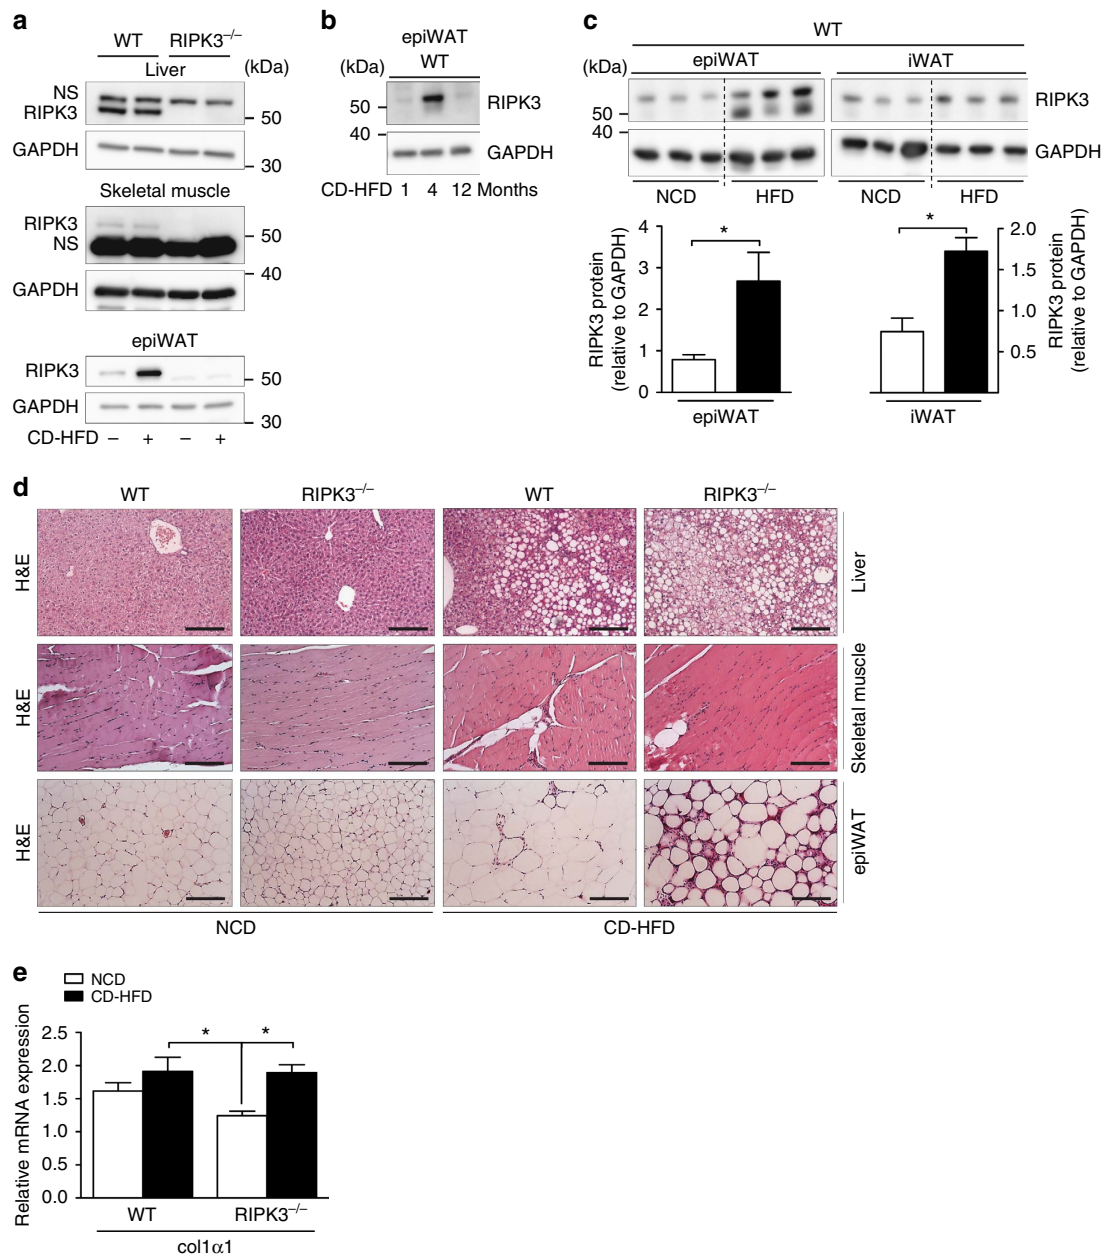 a
WT RIPK3–/–
Liver (kDa)
NS
RIPK3
50
GAPDH
30
Skeletal muscle
RIPK3
NS
50
40
GAPDH
epiWAT
RIPK3
50
GAPDH
30
CD-HFD – + – +
b
epiWAT
(kDa) WT
50
RIPK3
40
GAPDH
CD-HFD 1 4 12 Months
c
WT
(kDa) epiWAT iWAT
50
RIPK3
40
GAPDH
NCD HFD NCD HFD
RIPK3 protein
(relative to GAPDH)
4
3
2
1
0
*
epiWAT
*
iWAT
2.0
1.5
1.0
0.5
RIPK3 protein
(relative to GAPDH)
d
WT RIPK3–/– WT RIPK3–/–
H&E
Liver
H&E
Skeletal muscle
H&E
epiWAT
NCD CD-HFD
e
NCD
CD-HFD
Relative mRNA expression
2.5
2.0
1.5
1.0
0.5
0.0
* *
WT RIPK3–/–
col1α1